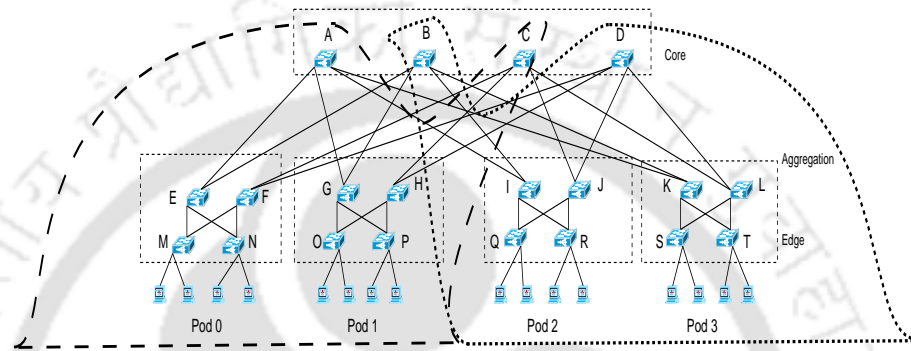 A B C D
Core
Aggregation
E F G H I J K L
M N O P Q R S T
Edge
Pod 0 Pod 1 Pod 2 Pod 3